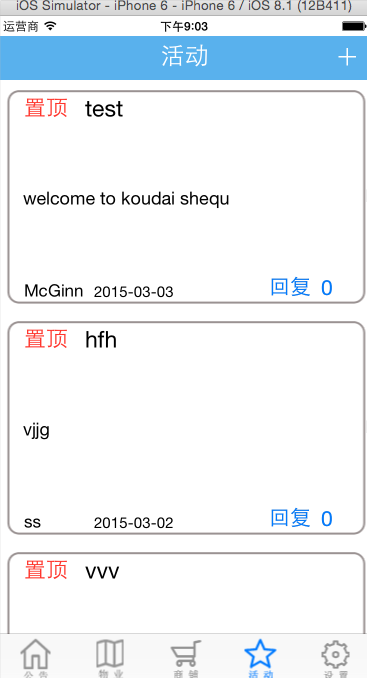 iOS Simulator - iPhone 6 - iPhone 6 / iOS 8.1 (12B411)
运营商 下午9:03
活动 +
置顶 test
welcome to koudai shequ
McGinn 2015-03-03 回复 0
置顶 hfh
vjjg
ss 2015-03-02 回复 0
置顶 vvv
公告 物业 商铺 活动 设置